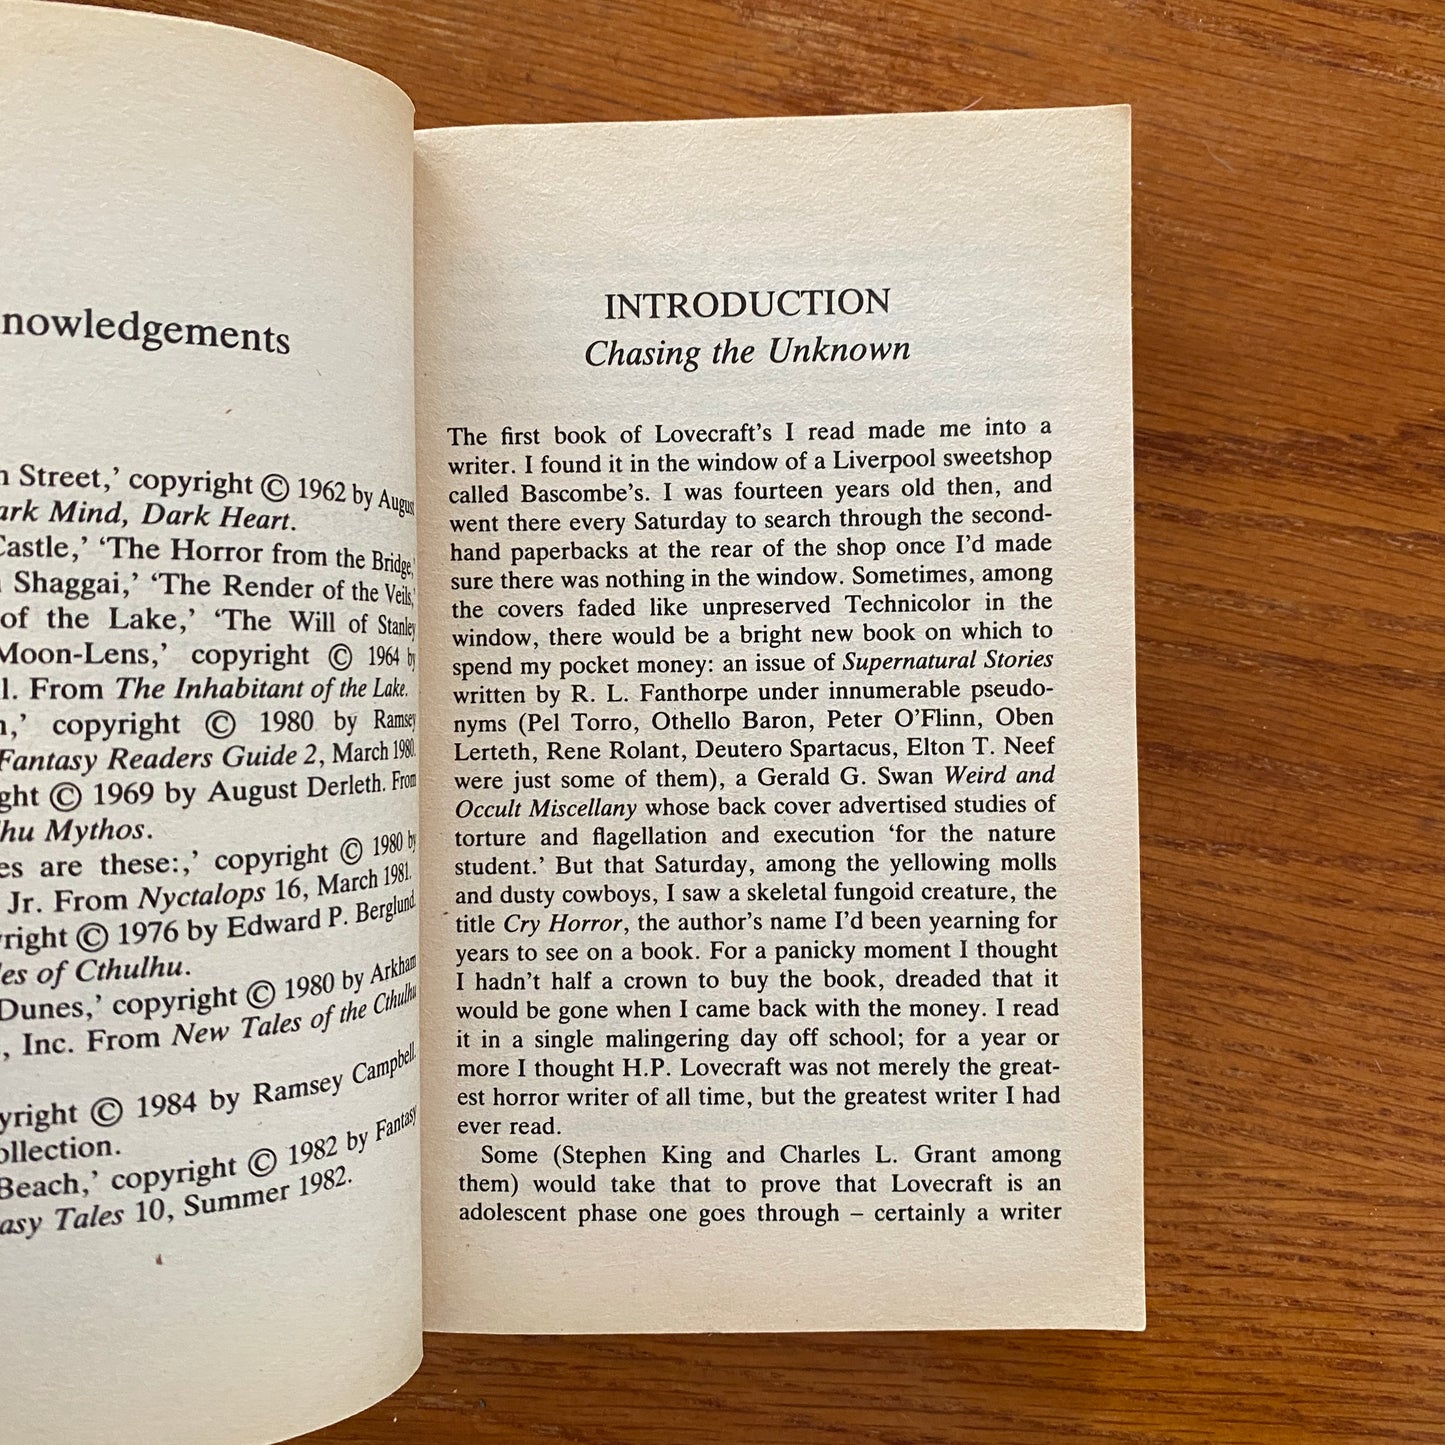 nowledgements
Street,’ copyright © 1962 by August
Mind, Dark Heart.
Castle,’ ‘The Horror from the Bridge,’
Shaggai,’ ‘The Render of the Veils,’
of the Lake,’ ‘The Will of Stanley
Moon-Lens,’ copyright © 1964 by
From The Inhabitant of the Lake.
copyright © 1980 by Ramsey
Fantasy Readers Guide 2, March 1980.
© 1969 by August Derleth. From
Mythos.
are these:,’ copyright © 1980 by
Jr. From Nyctalops 16, March 1981.
© 1976 by Edward P. Berglund.
of Cthulhu.
Dunes,’ copyright © 1980 by Arkham
, Inc. From New Tales of the Cthulhu
© 1984 by Ramsey Campbell.
ollection.
Beach,’ copyright © 1982 by Fantasy
Tales 10, Summer 1982.
INTRODUCTION
Chasing the Unknown
The first book of Lovecraft’s I read made me into a
writer. I found it in the window of a Liverpool sweetshop
called Bascombe’s. I was fourteen years old then, and
went there every Saturday to search through the second-
hand paperbacks at the rear of the shop once I’d made
sure there was nothing in the window. Sometimes, among
the covers faded like unpreserved Technicolor in the
window, there would be a bright new book on which to
spend my pocket money: an issue of Supernatural Stories
written by R. L. Fanthorpe under innumerable pseudo-
nyms (Pel Torro, Othello Baron, Peter O’Flinn, Oben
Lerteth, Rene Rolant, Deutero Spartacus, Elton T. Neef
were just some of them), a Gerald G. Swan Weird and
Occult Miscellany whose back cover advertised studies of
torture and flagellation and execution ‘for the nature
student.’ But that Saturday, among the yellowing molls
and dusty cowboys, I saw a skeletal fungoid creature, the
title Cry Horror, the author’s name I’d been yearning for
years to see on a book. For a panicky moment I thought
I hadn’t half a crown to buy the book, dreaded that it
would be gone when I came back with the money. I read
it in a single malingering day off school; for a year or
more I thought H.P. Lovecraft was not merely the great-
est horror writer of all time, but the greatest writer I had
ever read.
Some (Stephen King and Charles L. Grant among
them) would take that to prove that Lovecraft is an
adolescent phase one goes through – certainly a writer